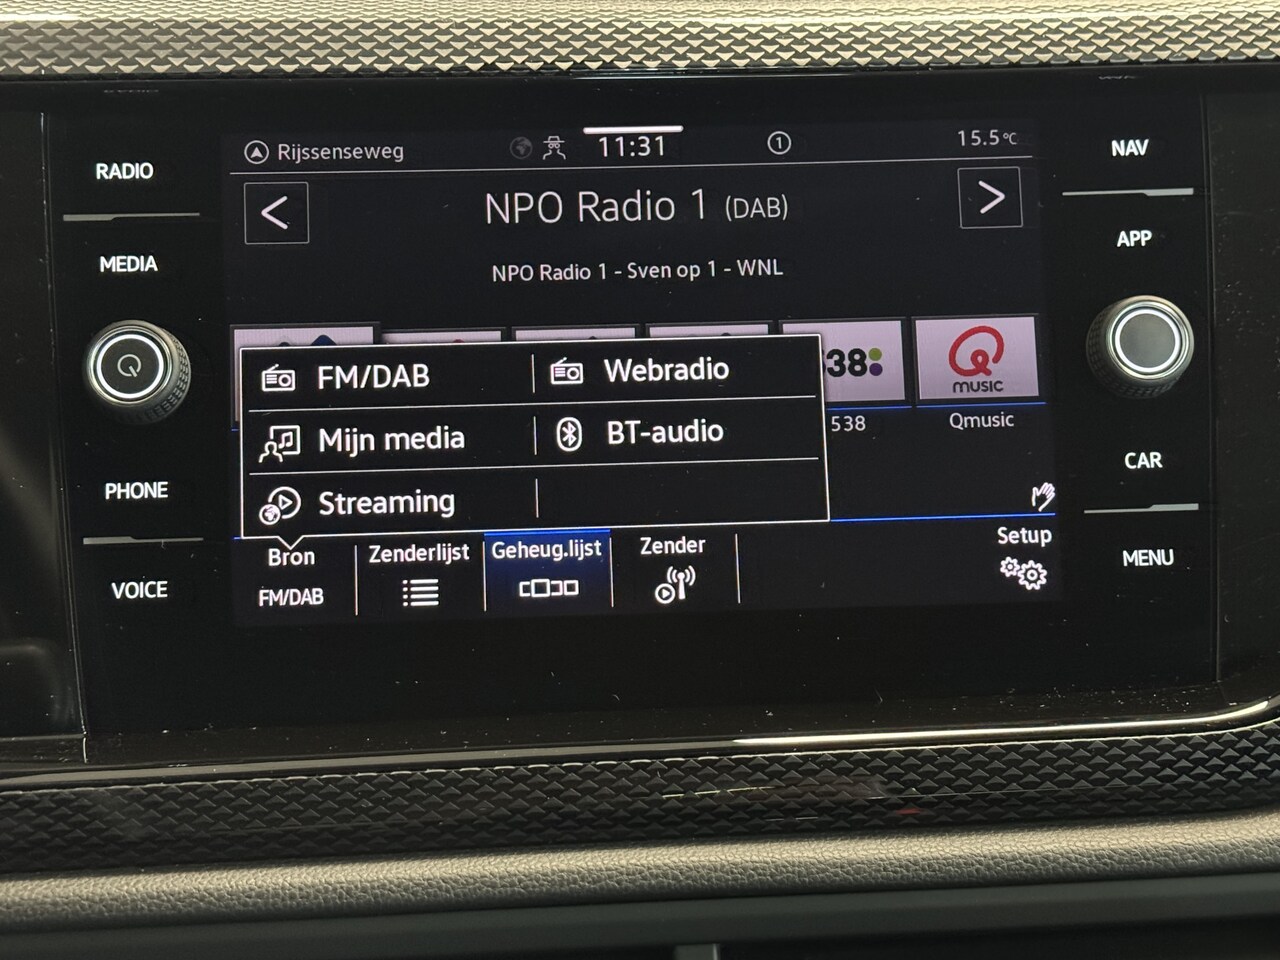 RADIO
MEDIA
PHONE
VOICE
Rijssenseweg
11:31
1
15.5°C
NPO Radio 1 (DAB)
NPO Radio 1 - Sven op 1 - WNL
FM/DAB
Webradio
Mijn media
BT-audio
Streaming
538
Q
MUSIC
538
Qmusic
Bron
FM/DAB
Zenderlijst
Geheug.lijst
Zender
Setup
NAV
APP
CAR
MENU